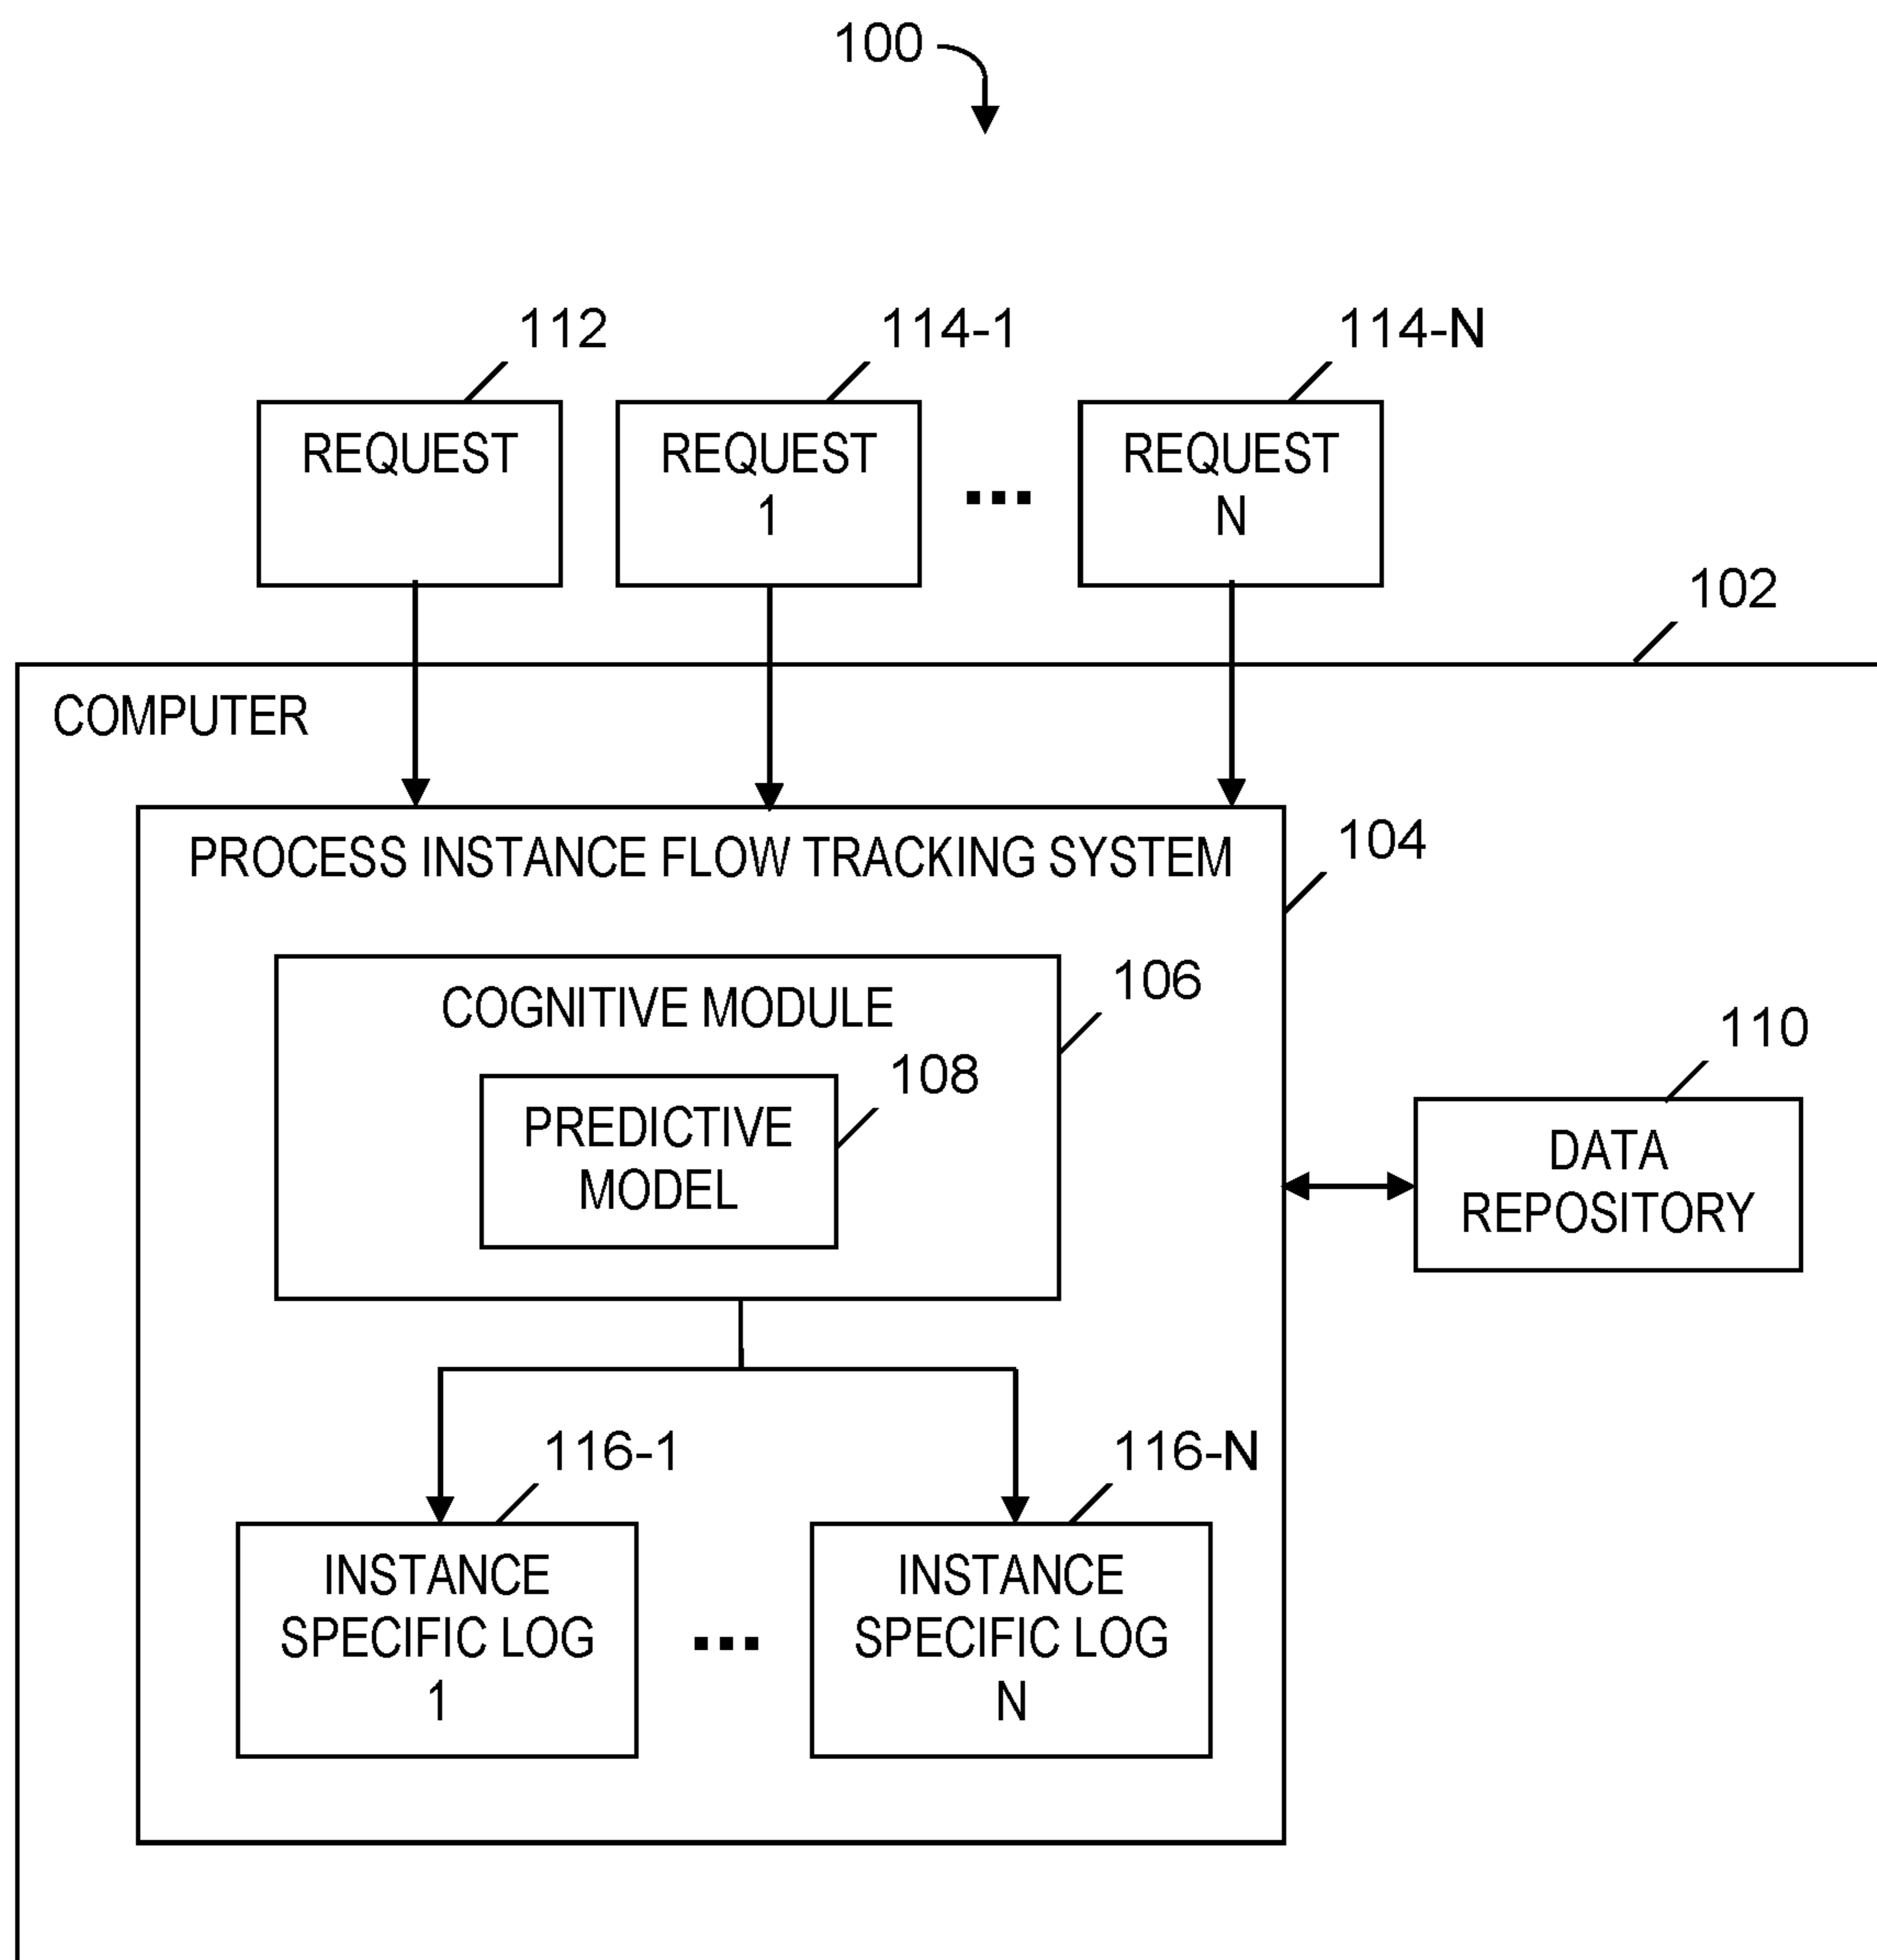 100
112
114-1
114-N
REQUEST
REQUEST
1
...
REQUEST
N
102
COMPUTER
PROCESS INSTANCE FLOW TRACKING SYSTEM
104
COGNITIVE MODULE
106
108
PREDICTIVE
MODEL
110
DATA
REPOSITORY
116-1
116-N
INSTANCE
SPECIFIC LOG
1
...
INSTANCE
SPECIFIC LOG
N